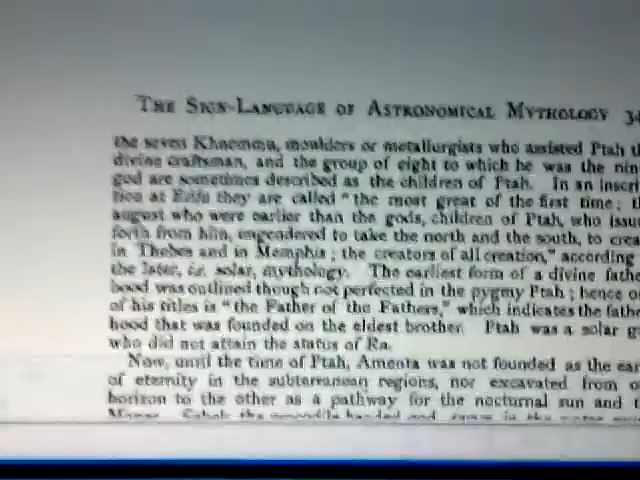 THE SIGN-LANGUAGE OF ASTRONOMICAL MYTHOLOGY 34
the seven Khnemmu, moulders or metallurgists who assisted Ptah th
divine craftsman, and the group of eight to which he was the nin
god are sometimes described as the children of Ptah. In an inscri
tion at Edfu they are called "the most great of the first time; th
august who were earlier than the gods, children of Ptah, who issu
forth from him, engendered to take the north and the south, to crea
in Thebes and in Memphis; the creators of all creation," according
the later, i.e. solar, mythology. The earliest form of a divine fathe
hood was outlined though not perfected in the pygmy Ptah; hence o
of his titles is "the Father of the Fathers," which indicates the fathe
hood that was founded on the eldest brother. Ptah was a solar g
who did not attain the status of Ra.
Now, until the time of Ptah, Amenta was not founded as the ear
of eternity in the subterranean regions, nor excavated from o
horizon to the other as a pathway for the nocturnal sun and t